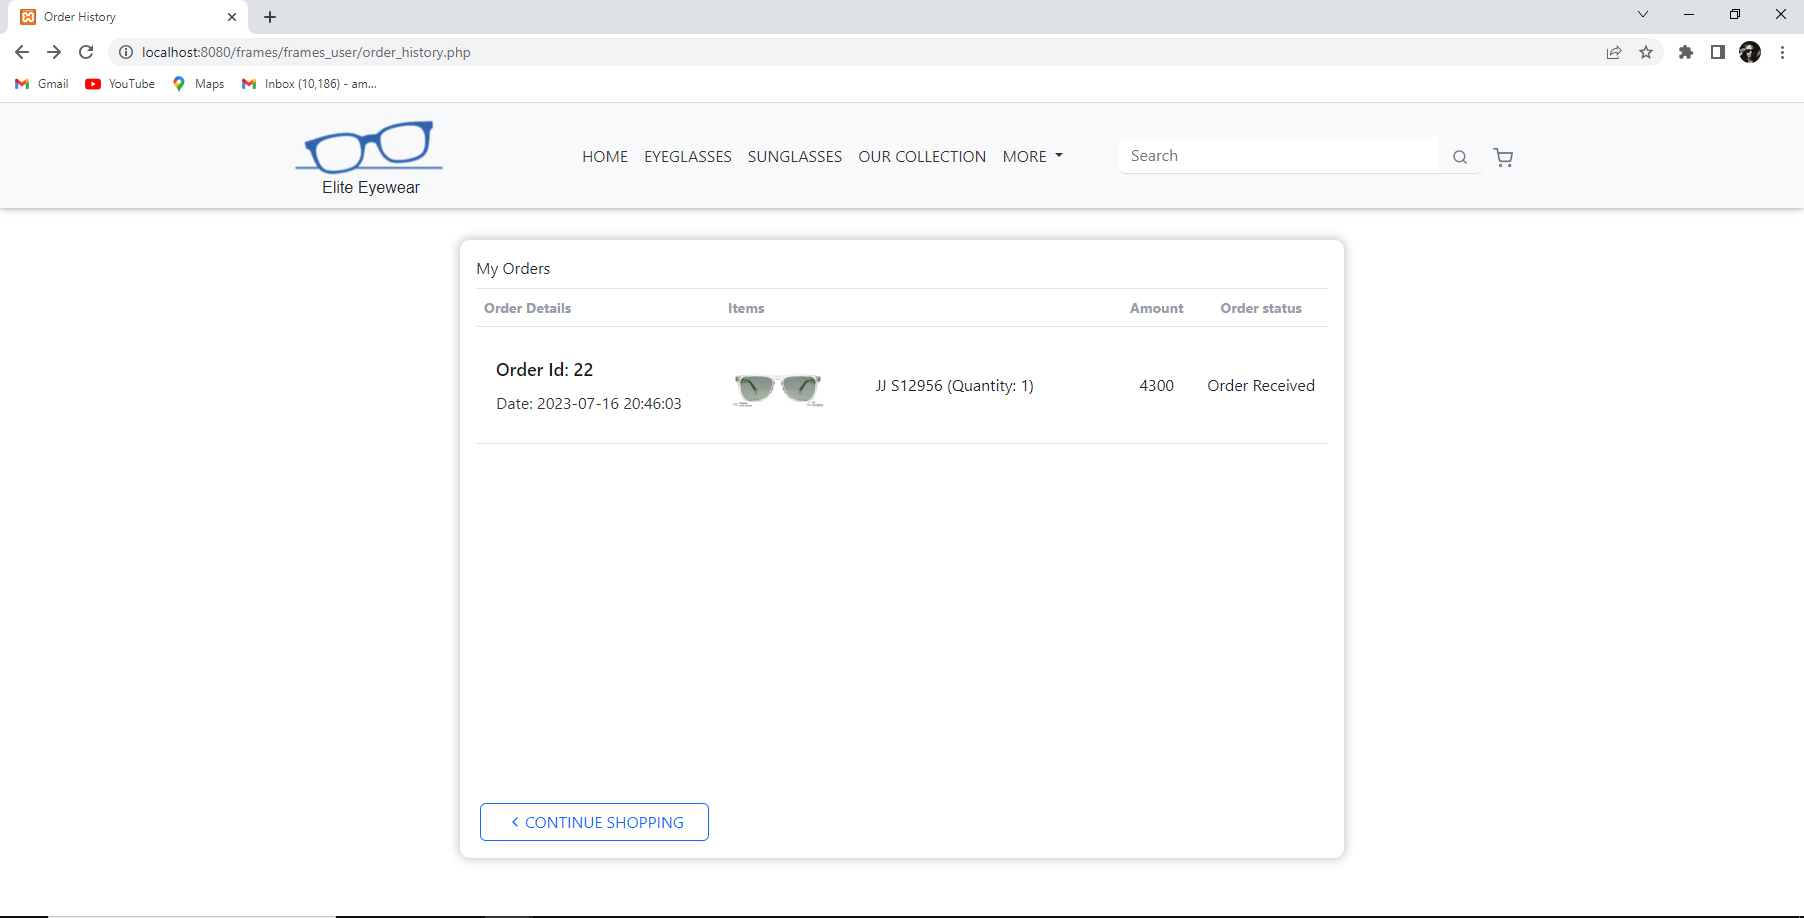 Order History
localhost:8080/frames/frames_user/order_history.php
Gmail YouTube Maps Inbox (10,186) - am...
Elite Eyewear
HOME EYEGLASSES SUNGLASSES OUR COLLECTION MORE Search
My Orders
Order Details Items Amount Order status
Order Id: 22
Date: 2023-07-16 20:46:03
JJ S12956 (Quantity: 1) 4300 Order Received
< CONTINUE SHOPPING